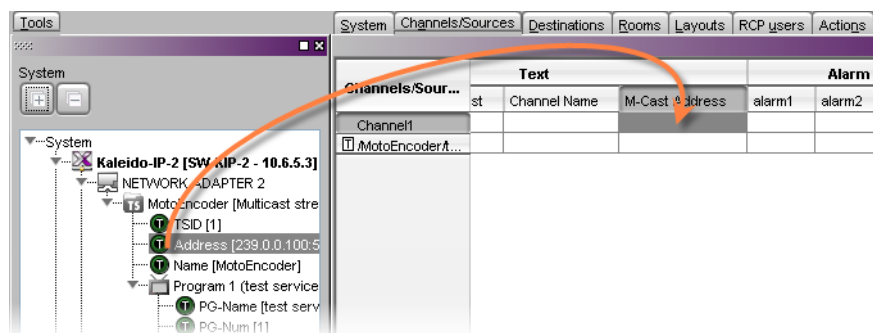 Tools
System
Channels/Sources
Destinations
Rooms
Layouts
RCP users
Actions
System
Channels/Sour...
Text
Alarm
st
Channel Name
M-Cast Address
alarm1
alarm2
Channel1
System
Kaleido-IP-2 [SW KIP-2 - 10.6.5.3]
NETWORK ADAPTER 2
TS MotoEncoder [Multicast stre
T TSID [1]
T Address [239.0.0.100:5
T Name [MotoEncoder]
Program 1 (test service
T PG-Name [test serv
T PG-Num [1]
T /MotoEncoder/t...